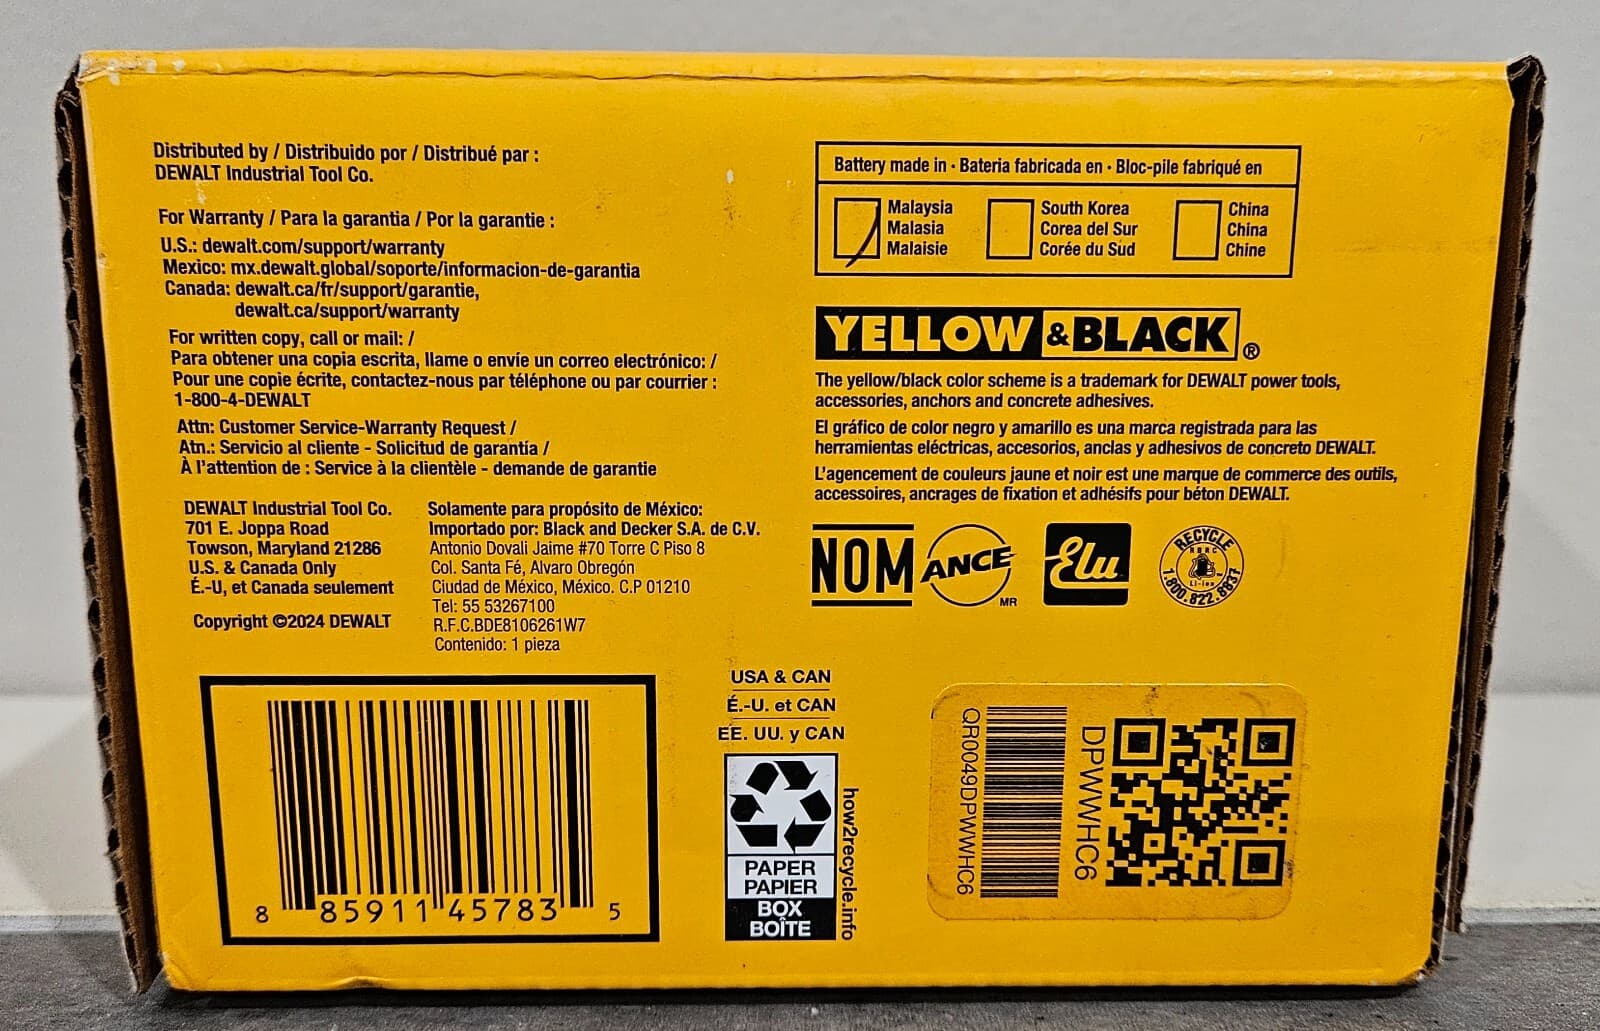 Distributed by / Distribuido por / Distribué par :
DEWALT Industrial Tool Co.
For Warranty / Para la garantia / Por la garantie :
U.S.: dewalt.com/support/warranty
Mexico: mx.dewalt.global/soporte/informacion-de-garantia
Canada: dewalt.ca/fr/support/garantie,
dewalt.ca/support/warranty
For written copy, call or mail: /
Para obtener una copia escrita, llame o envíe un correo electrónico: /
Pour une copie écrite, contactez-nous par téléphone ou par courrier :
1-800-4-DEWALT
Attn: Customer Service-Warranty Request /
Atn.: Servicio al cliente - Solicitud de garantía /
À l'attention de : Service à la clientèle - demande de garantie
DEWALT Industrial Tool Co.
701 E. Joppa Road
Towson, Maryland 21286
U.S. & Canada Only
É.-U, et Canada seulement
Copyright ©2024 DEWALT
Solamente para propósito de México:
Importado por: Black and Decker S.A. de C.V.
Antonio Dovali Jaime #70 Torre C Piso 8
Col. Santa Fé, Alvaro Obregón
Ciudad de México, México. C.P 01210
Tel: 55 53267100
R.F.C.BDE8106261W7
Contenido: 1 pieza
8 85911 45783 5
USA & CAN
É.-U. et CAN
EE. UU. y CAN
PAPER
PAPIER
BOX
BOÎTE
how2recycle.info
Battery made in · Bateria fabricada en · Bloc-pile fabriqué en
Malaysia
Malasia
Malaisie
South Korea
Corea del Sur
Corée du Sud
China
China
Chine
YELLOW &BLACK®
The yellow/black color scheme is a trademark for DEWALT power tools,
accessories, anchors and concrete adhesives.
El gráfico de color negro y amarillo es una marca registrada para las
herramientas eléctricas, accesorios, anclas y adhesivos de concreto DEWALT.
L'agencement de couleurs jaune et noir est une marque de commerce des outils,
accessoires, ancrages de fixation et adhésifs pour béton DEWALT.
NOM
ANCE
MR
Elu
RECYCLE
RBRC
Li-ion
1.800.822.8837
QR0049DPWWHC6
DPWWHC6